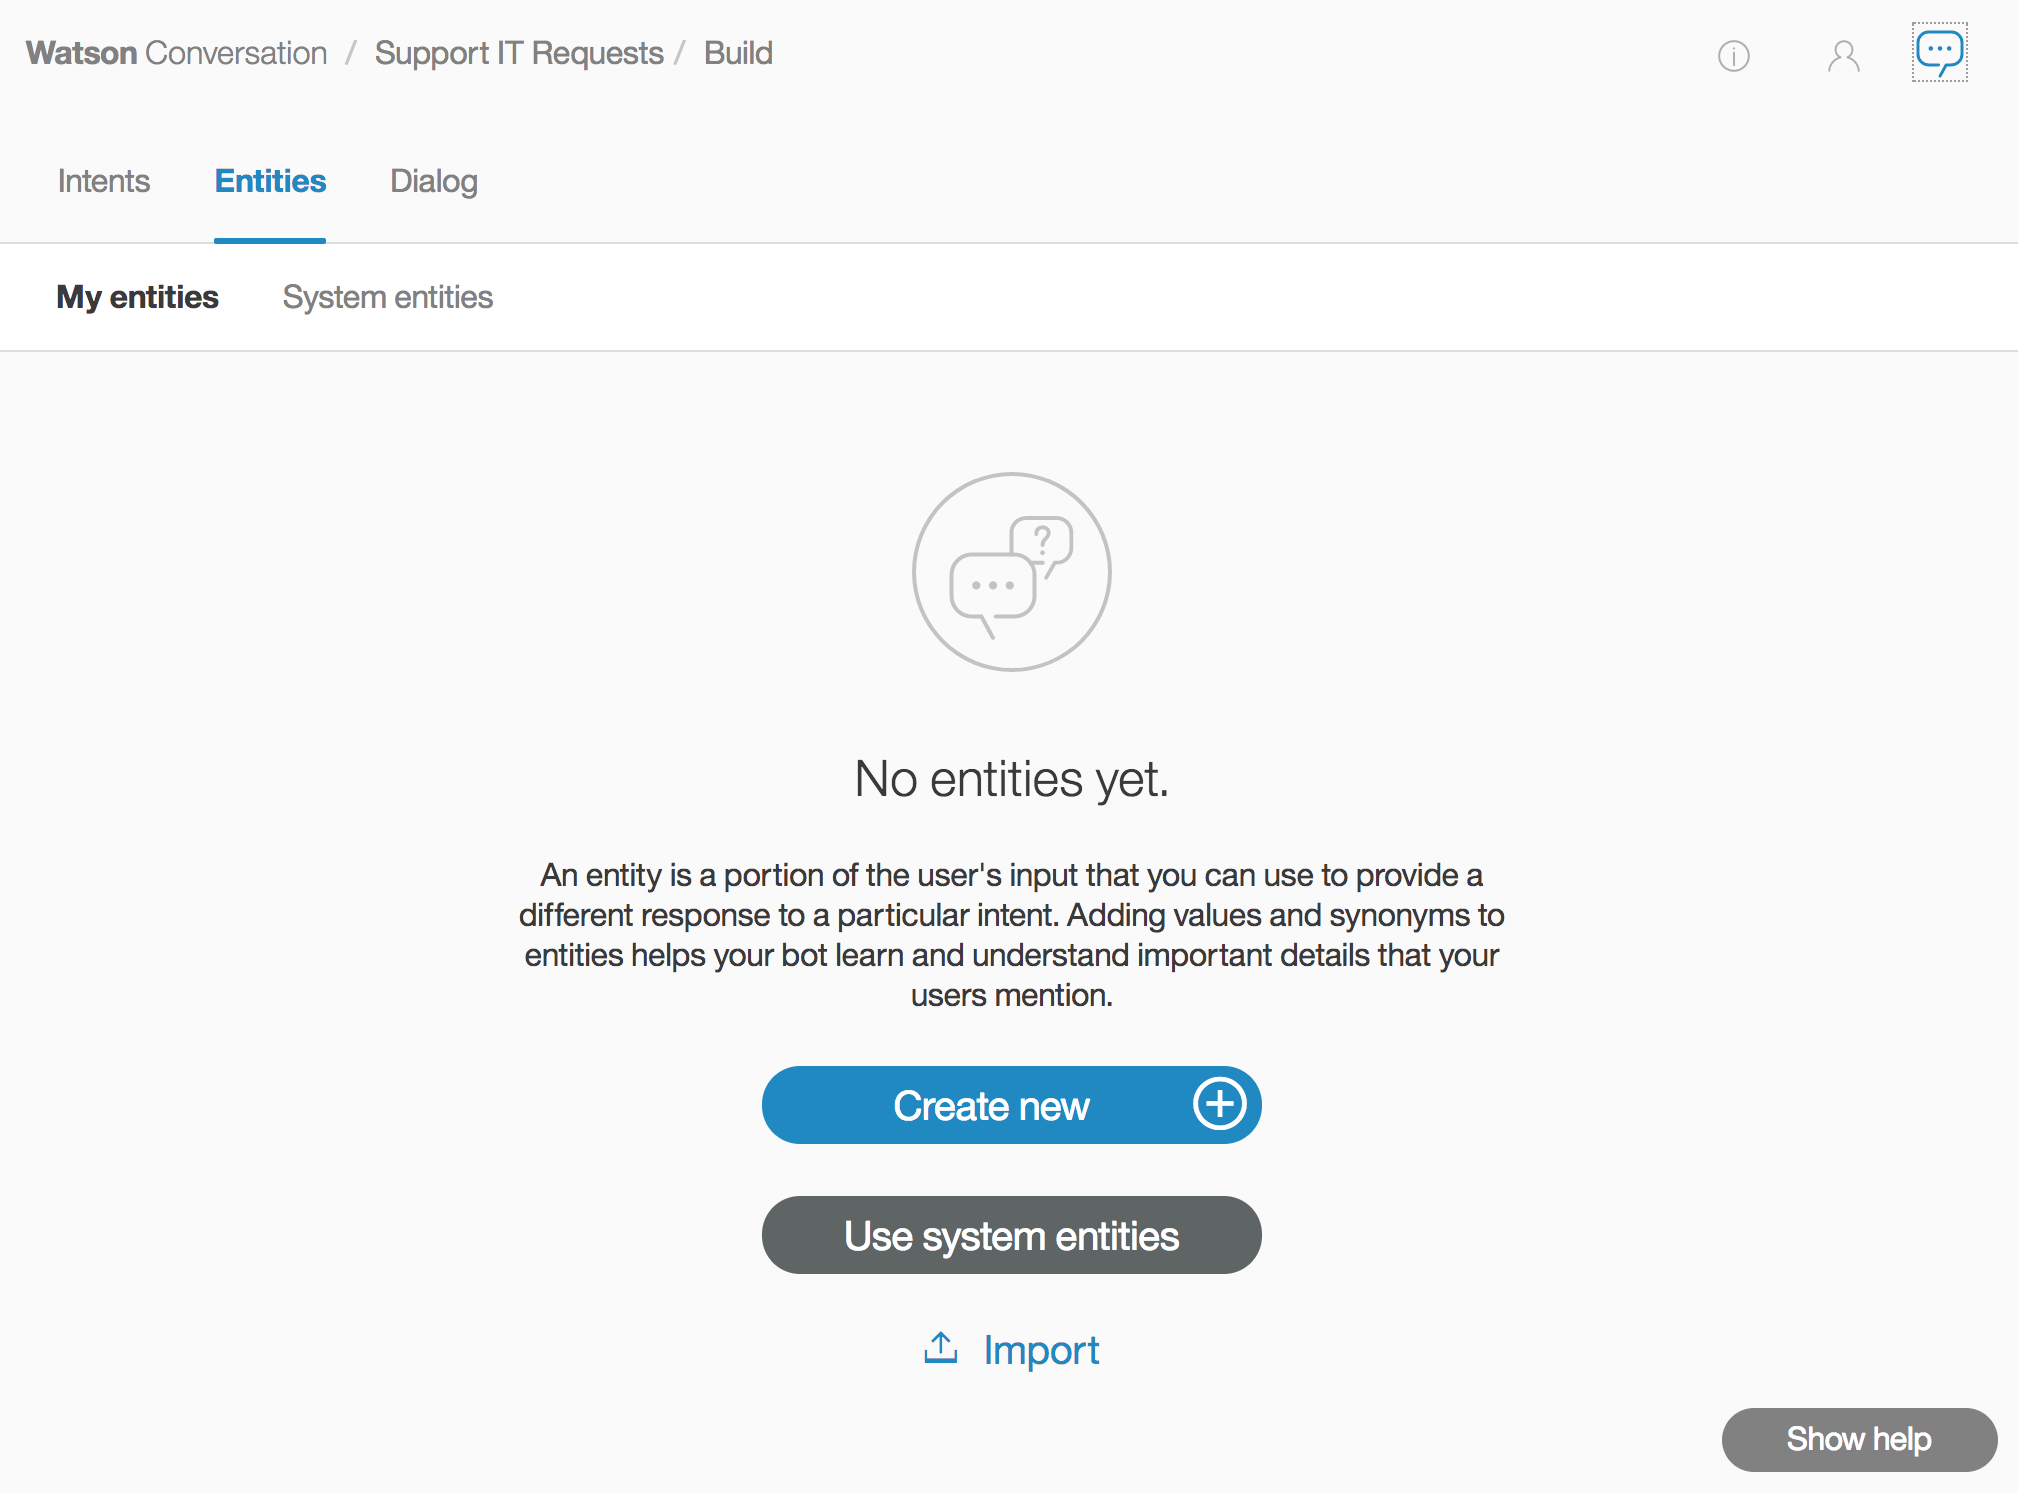 Watson Conversation / Support IT Requests / Build
Intents Entities Dialog
My entities System entities
?
No entities yet.
An entity is a portion of the user's input that you can use to provide a
different response to a particular intent. Adding values and synonyms to
entities helps your bot learn and understand important details that your
users mention.
Create new
Use system entities
Import
Show help